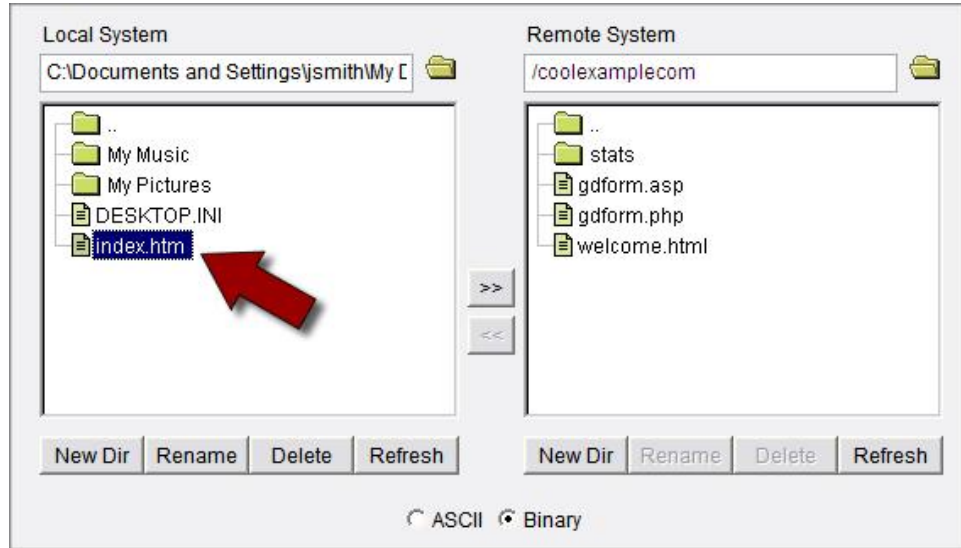 Local System
C:\Documents and Settings\jsmith\My D
..
My Music
My Pictures
DESKTOP.INI
index.htm
New Dir Rename Delete Refresh
>>
<<
Remote System
/coolexamplecom
..
stats
gdform.asp
gdform.php
welcome.html
New Dir Rename Delete Refresh
ASCII Binary